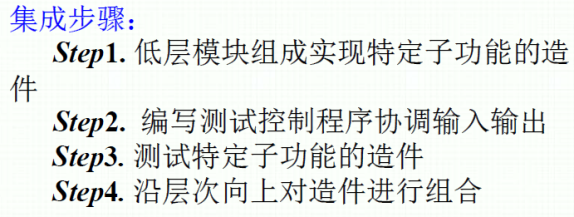 集成步骤：
Step1. 低层模块组成实现特定子功能的造
件
Step2. 编写测试控制程序协调输入输出
Step3. 测试特定子功能的造件
Step4. 沿层次向上对造件进行组合